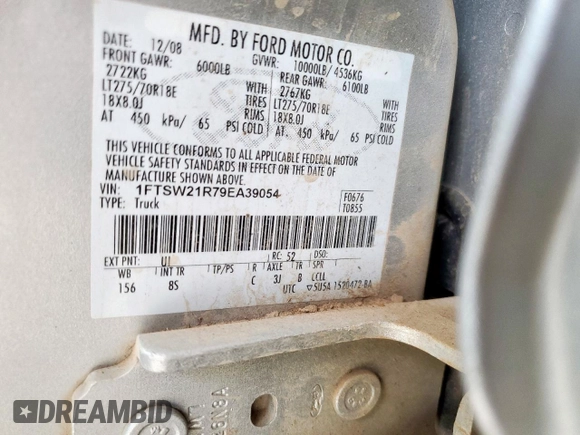 MFD. BY FORD MOTOR CO.
DATE: 12/08 GVWR: 10000LB/ 4536KG
FRONT GAWR: 6000LB REAR GAWR: 6100LB
2722KG WITH 2767KG WITH
LT275/70R18E TIRES LT275/70R18E TIRES
18X8.0J RIMS 18X8.0J RIMS
AT 450 kPa/ 65 PSI COLD AT 450 kPa/ 65 PSI COLD
THIS VEHICLE CONFORMS TO ALL APPLICABLE FEDERAL MOTOR
VEHICLE SAFETY STANDARDS IN EFFECT ON THE DATE OF
MANUFACTURE SHOWN ABOVE.
VIN: 1FTSW21R79EA39054 F0676
TYPE: Truck T0855
EXT PNT: UI RC: 52 DSO:
WB INT TR TP/PS R AXLE TR SPR
156 8S C 3J B
UTC
DREAMBID